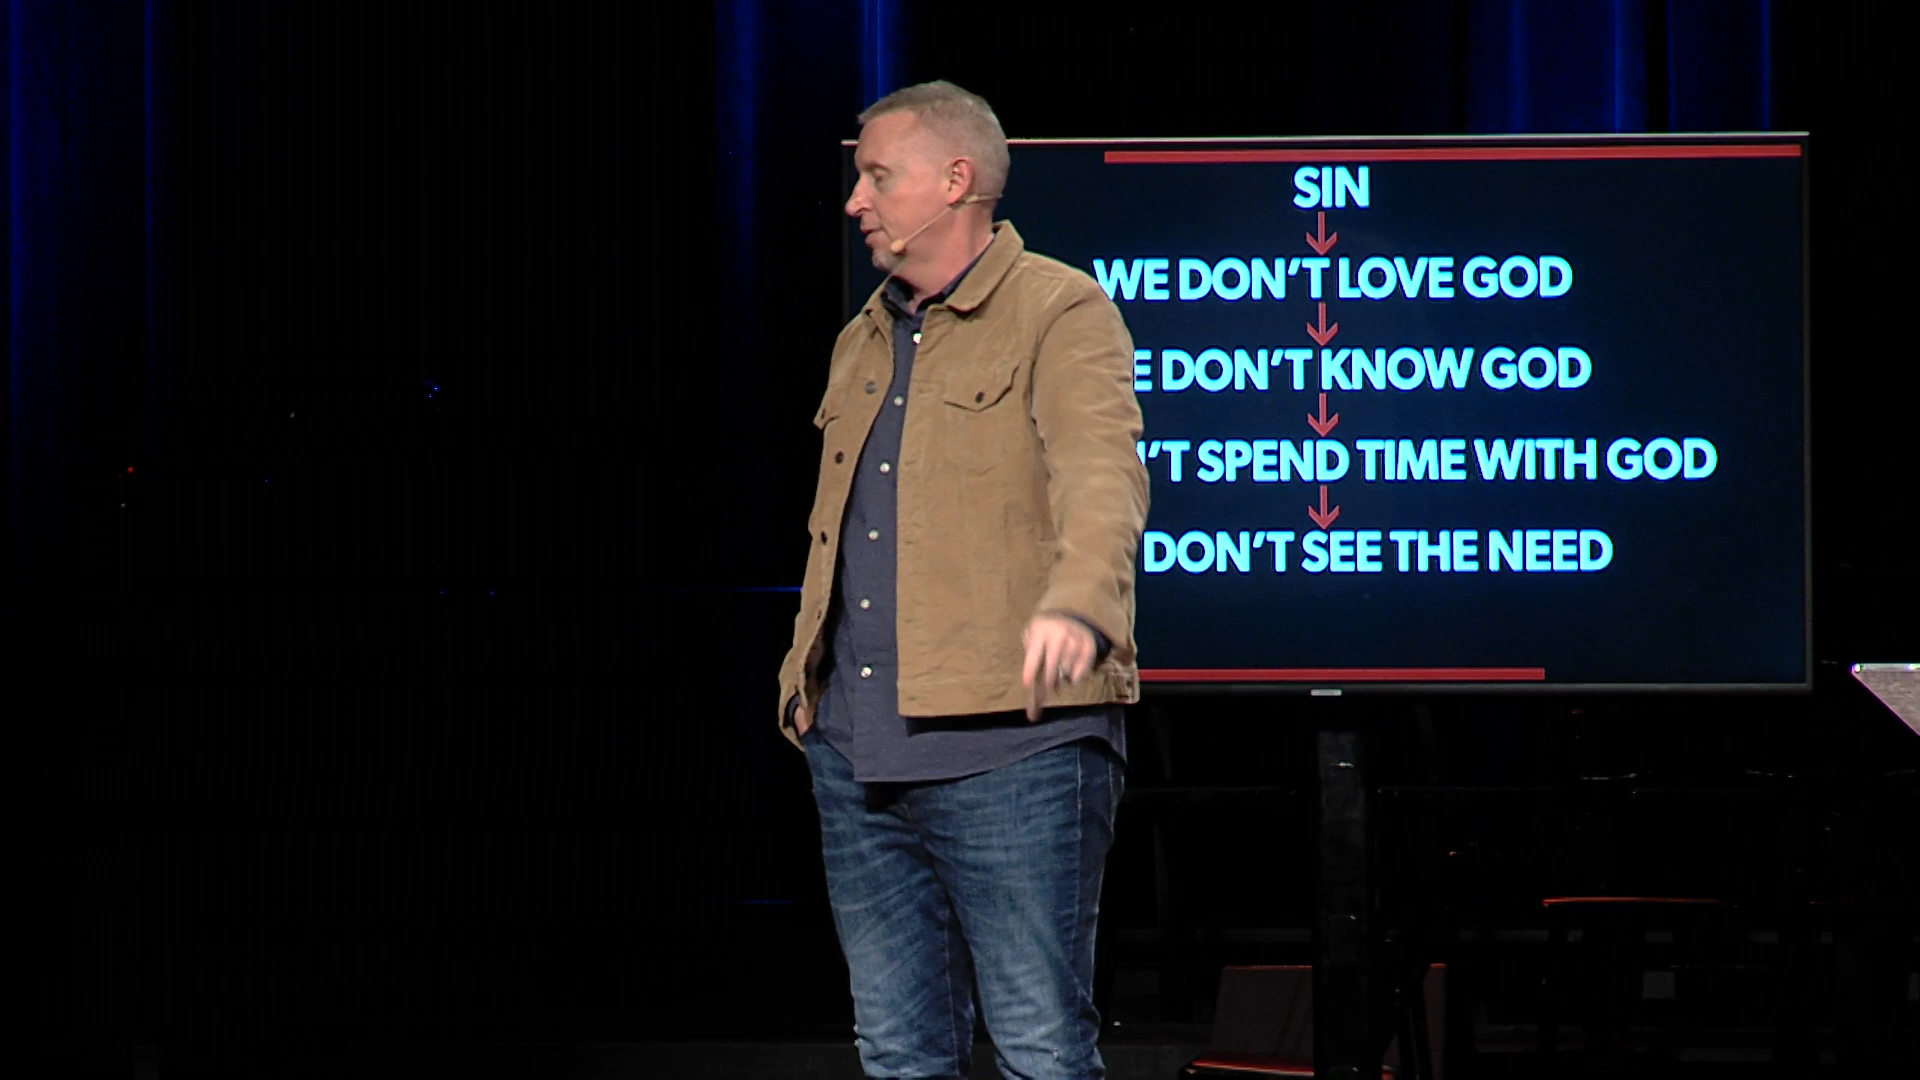 SIN
WE DON'T LOVE GOD
DON'T KNOW GOD
SPEND TIME WITH GOD
DON'T SEE THE NEED